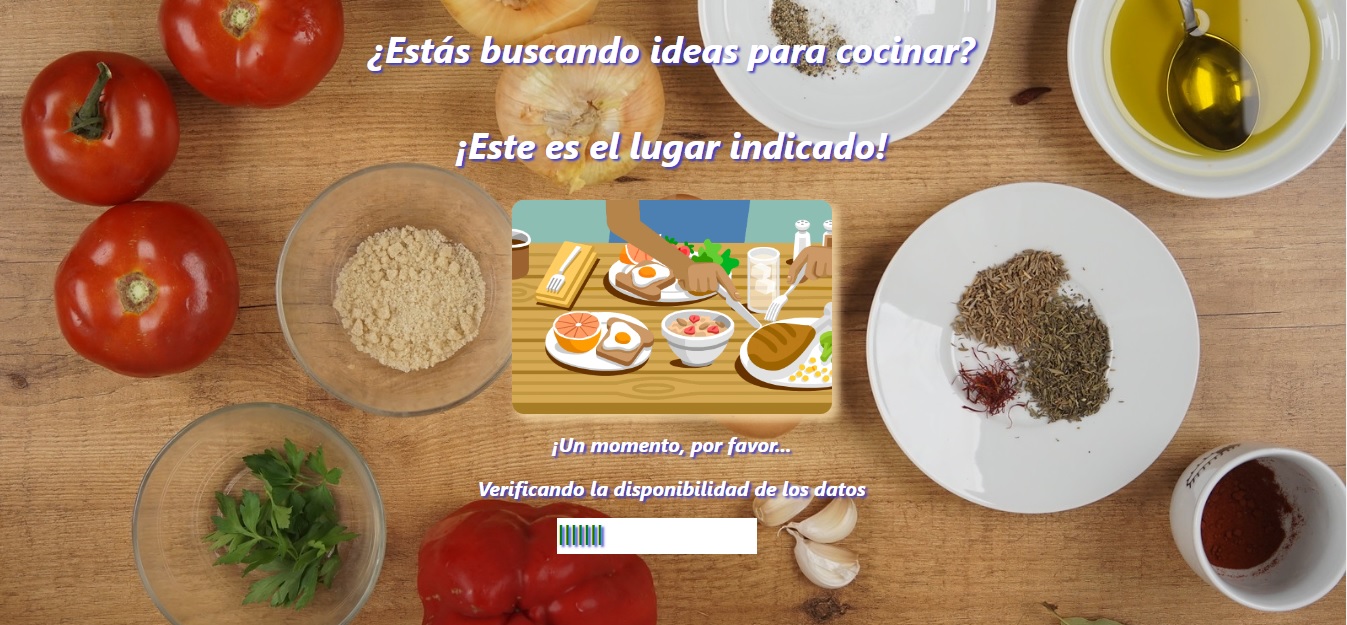 ¿Estás buscando ideas para cocinar?
¡Este es el lugar indicado!
¡Un momento, por favor...
Verificando la disponibilidad de los datos